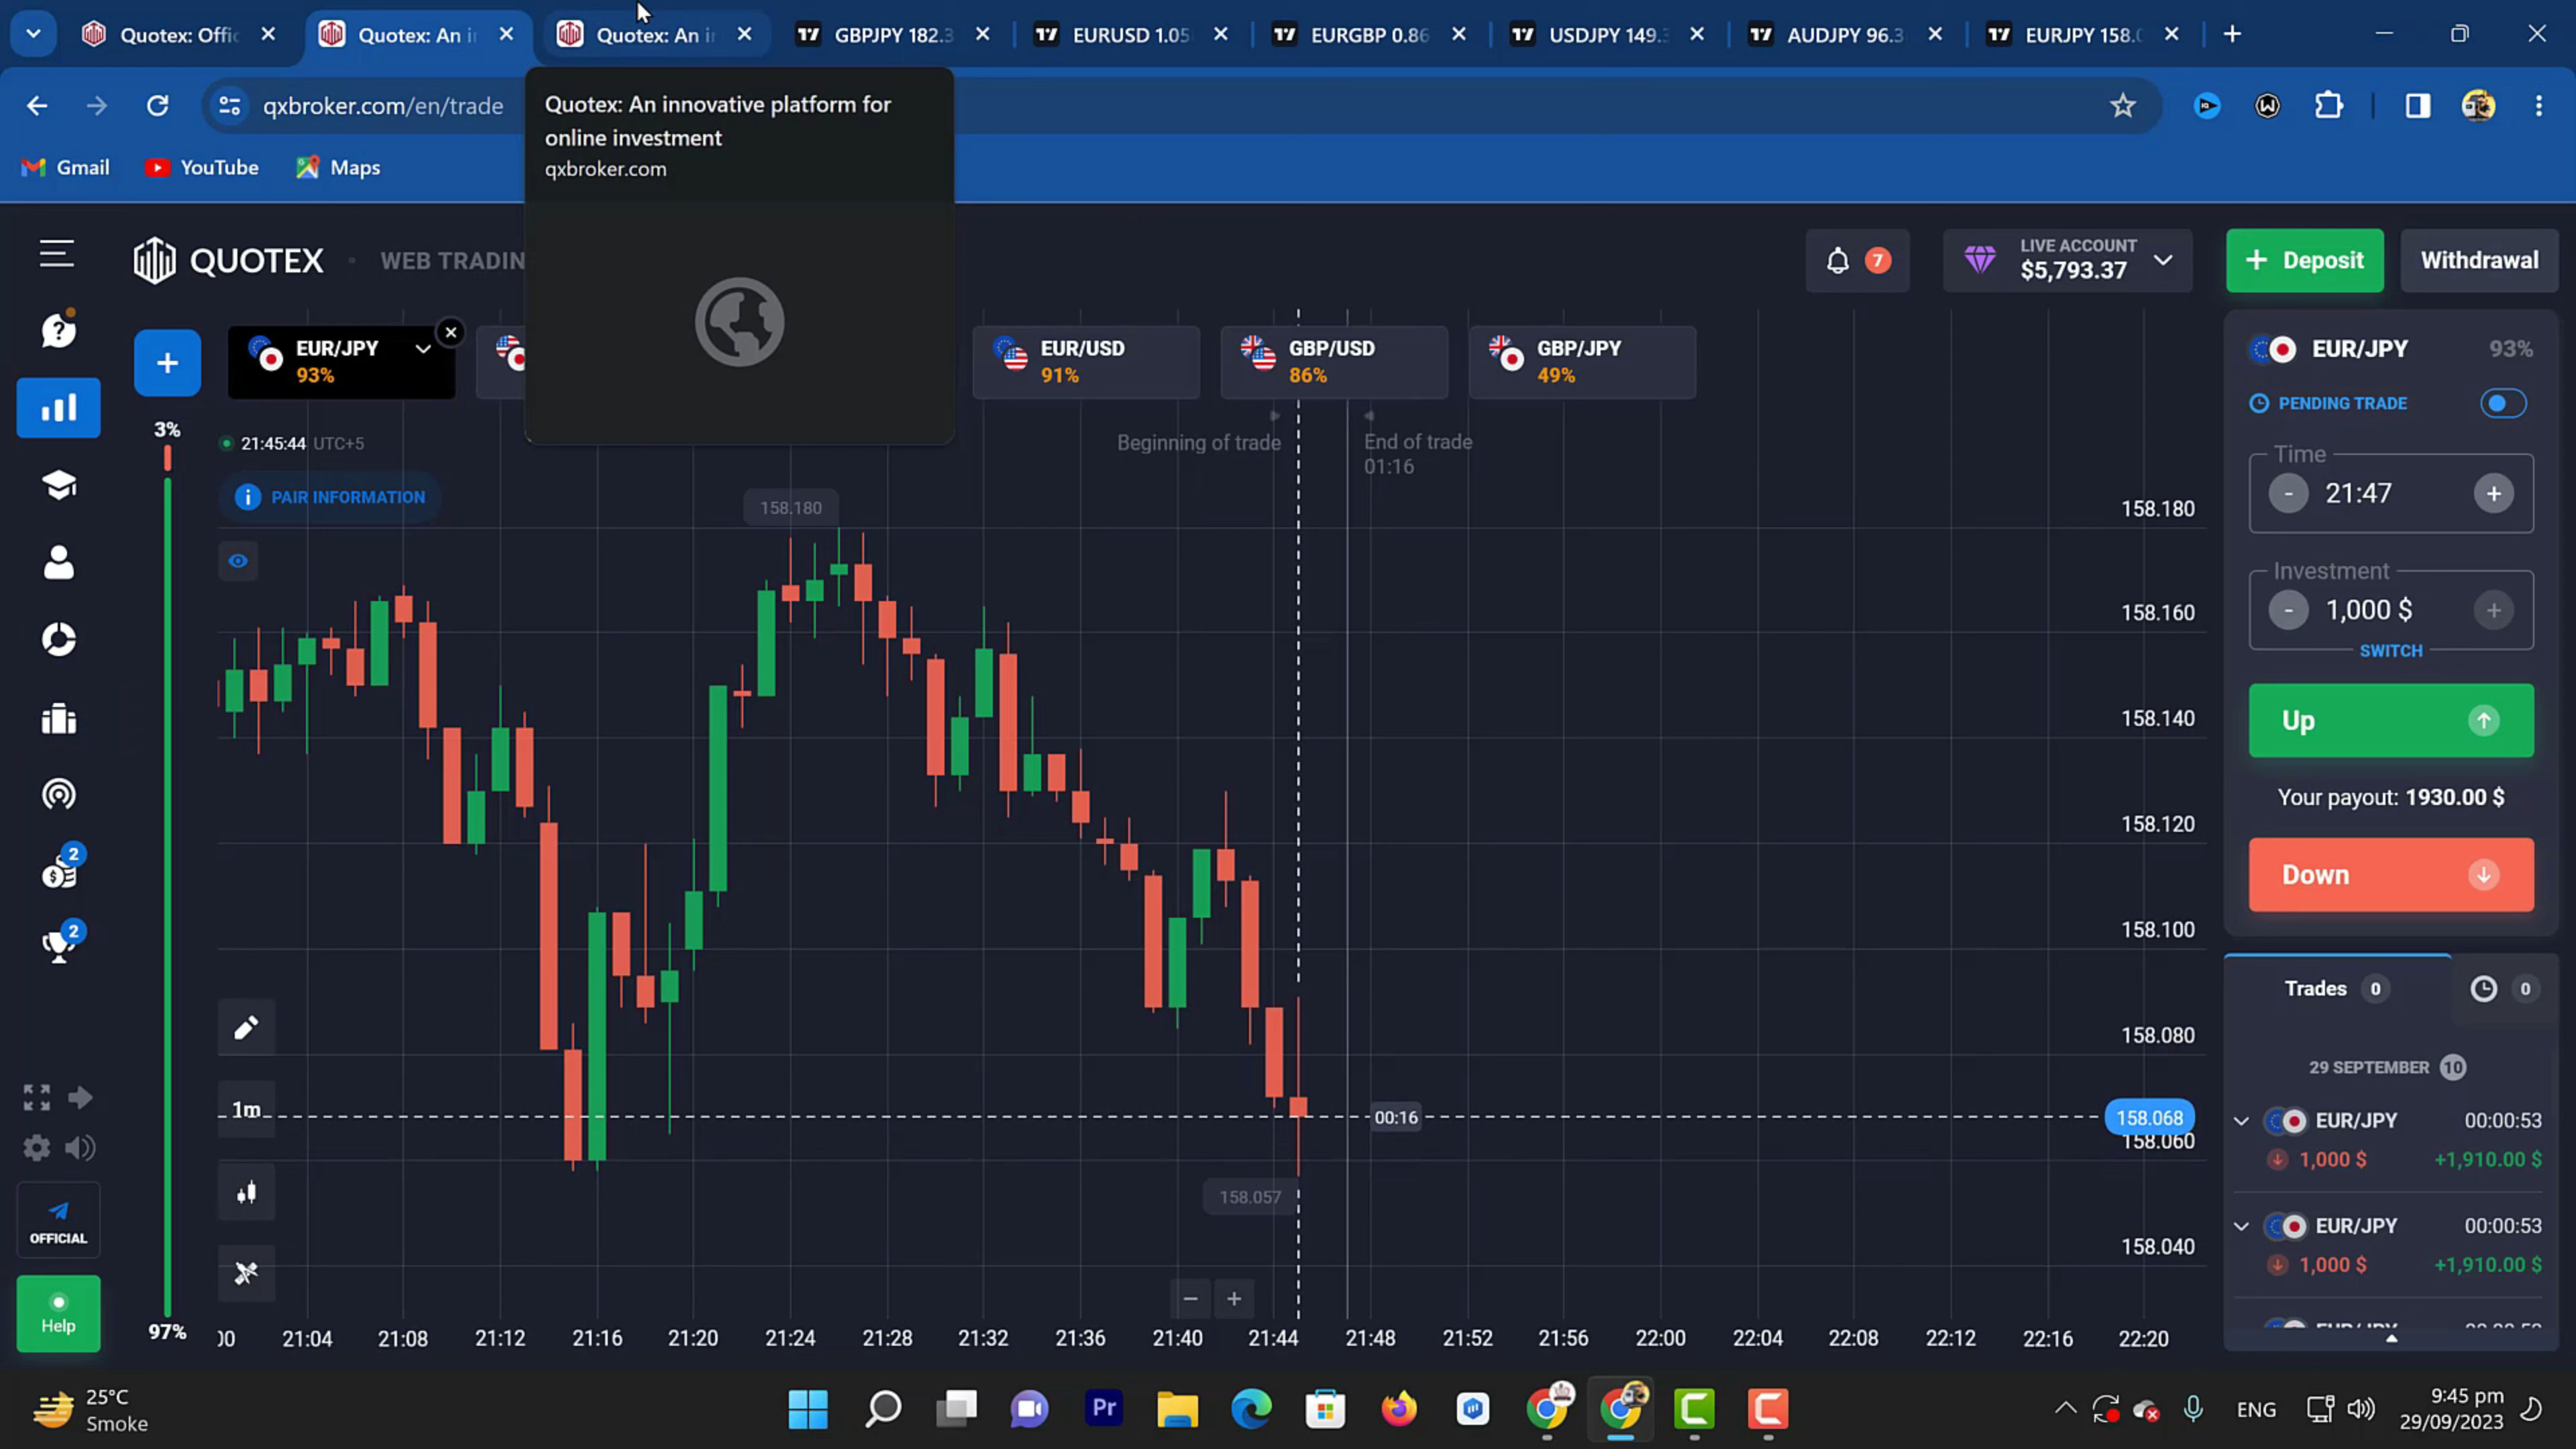 Quotex: Offic
Quotex: An i
Quotex: An i
GBPJPY 182.3
EURUSD 1.05
EURGBP 0.86
USDJPY 149.
AUDJPY 96.3
EURJPY 158.0
qxbroker.com/en/trade
Quotex: An innovative platform for
online investment
qxbroker.com
Gmail
YouTube
Maps
QUOTEX
WEB TRADIN
7
LIVE ACCOUNT
$5,793.37
+ Deposit
Withdrawal
EUR/JPY
93%
EUR/USD
91%
GBP/USD
86%
GBP/JPY
49%
3%
21:45:44 UTC+5
Beginning of trade
End of trade
01:16
PAIR INFORMATION
158.180
158.180
158.160
158.140
158.120
158.100
158.080
158.068
158.060
158.040
1m
00:16
158.057
97%
00
21:04
21:08
21:12
21:16
21:20
21:24
21:28
21:32
21:36
21:40
21:44
21:48
21:52
21:56
22:00
22:04
22:08
22:12
22:16
22:20
2
2
OFFICIAL
Help
EUR/JPY 93%
PENDING TRADE
Time
- 21:47 +
Investment
- 1,000 $ +
SWITCH
Up
Your payout: 1930.00 $
Down
Trades 0
0
29 SEPTEMBER 10
EUR/JPY 00:00:53
1,000 $ +1,910.00 $
EUR/JPY 00:00:53
1,000 $ +1,910.00 $
25°C
Smoke
Pr
ENG
9:45 pm
29/09/2023